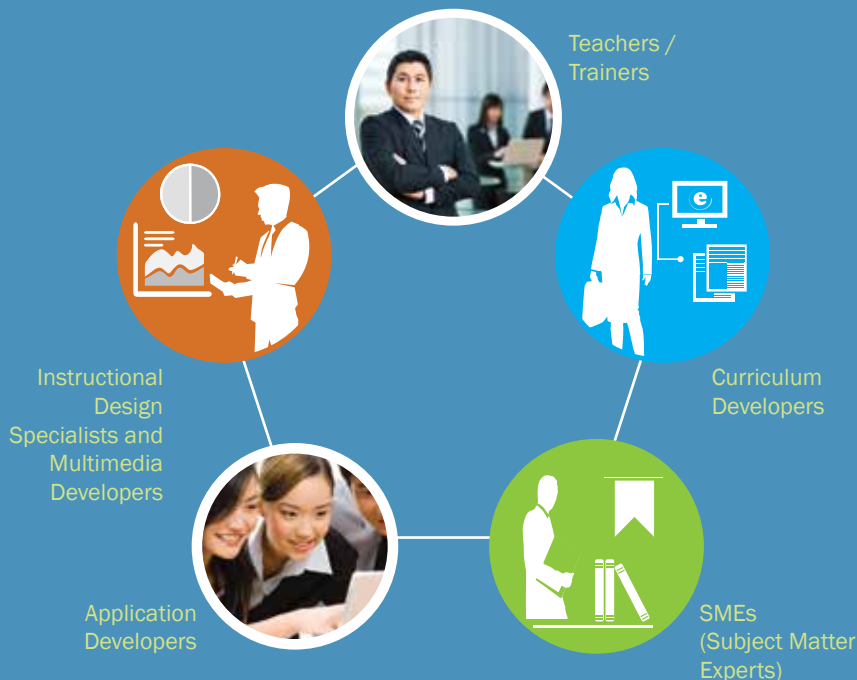 Teachers /
Trainers
e
Curriculum
Developers
Instructional
Design
Specialists and
Multimedia
Developers
Application
Developers
SMEs
(Subject Matter
Experts)